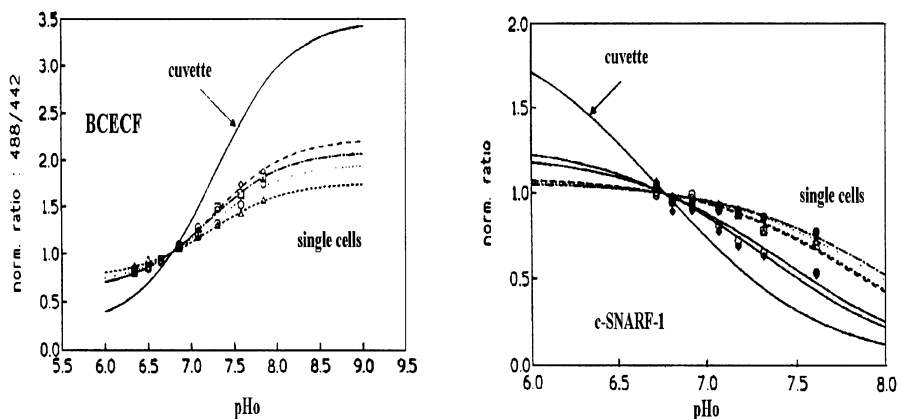 3.5
3.0
2.5
2.0
1.5
1.0
0.5
0.0
norm. ratio : 488/442
cuvette
BCECF
single cells
5.5 6.0 6.5 7.0 7.5 8.0 8.5 9.0 9.5
pHo
2.0
1.5
1.0
0.5
0.0
norm. ratio
cuvette
single cells
c-SNARF-1
6.0 6.5 7.0 7.5 8.0
pHo